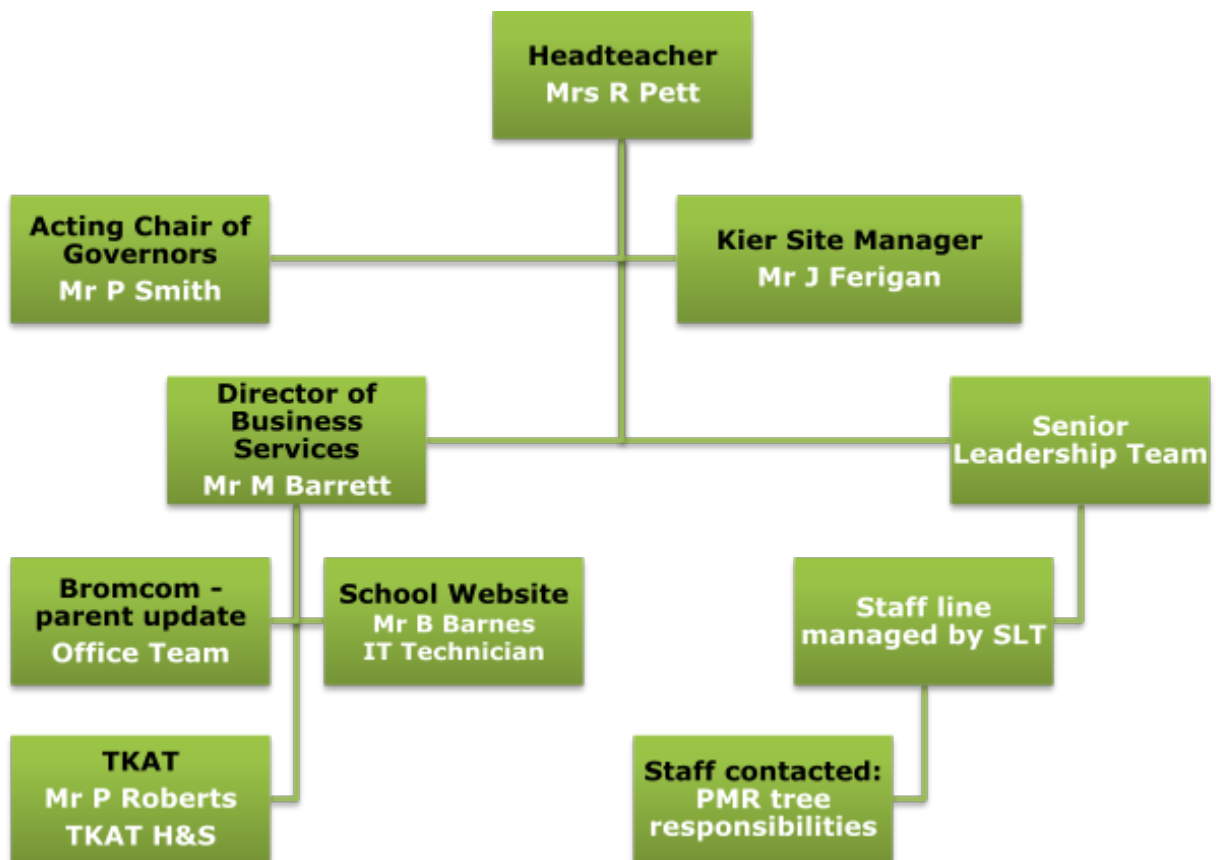 Headteacher
Mrs R Pett
Acting Chair of
Governors
Mr P Smith
Kier Site Manager
Mr J Ferigan
Director of
Business
Services
Mr M Barrett
Senior
Leadership Team
Bromcom -
parent update
Office Team
School Website
Mr B Barnes
IT Technician
Staff line
managed by SLT
TKAT
Mr P Roberts
TKAT H&S
Staff contacted:
PMR tree
responsibilities